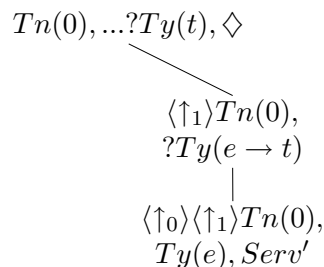 Tn(0), ...?Ty(t), ◇
⟨↑₁⟩Tn(0),
?Ty(e → t)
⟨↑₀⟩⟨↑₁⟩Tn(0),
Ty(e), Serv′